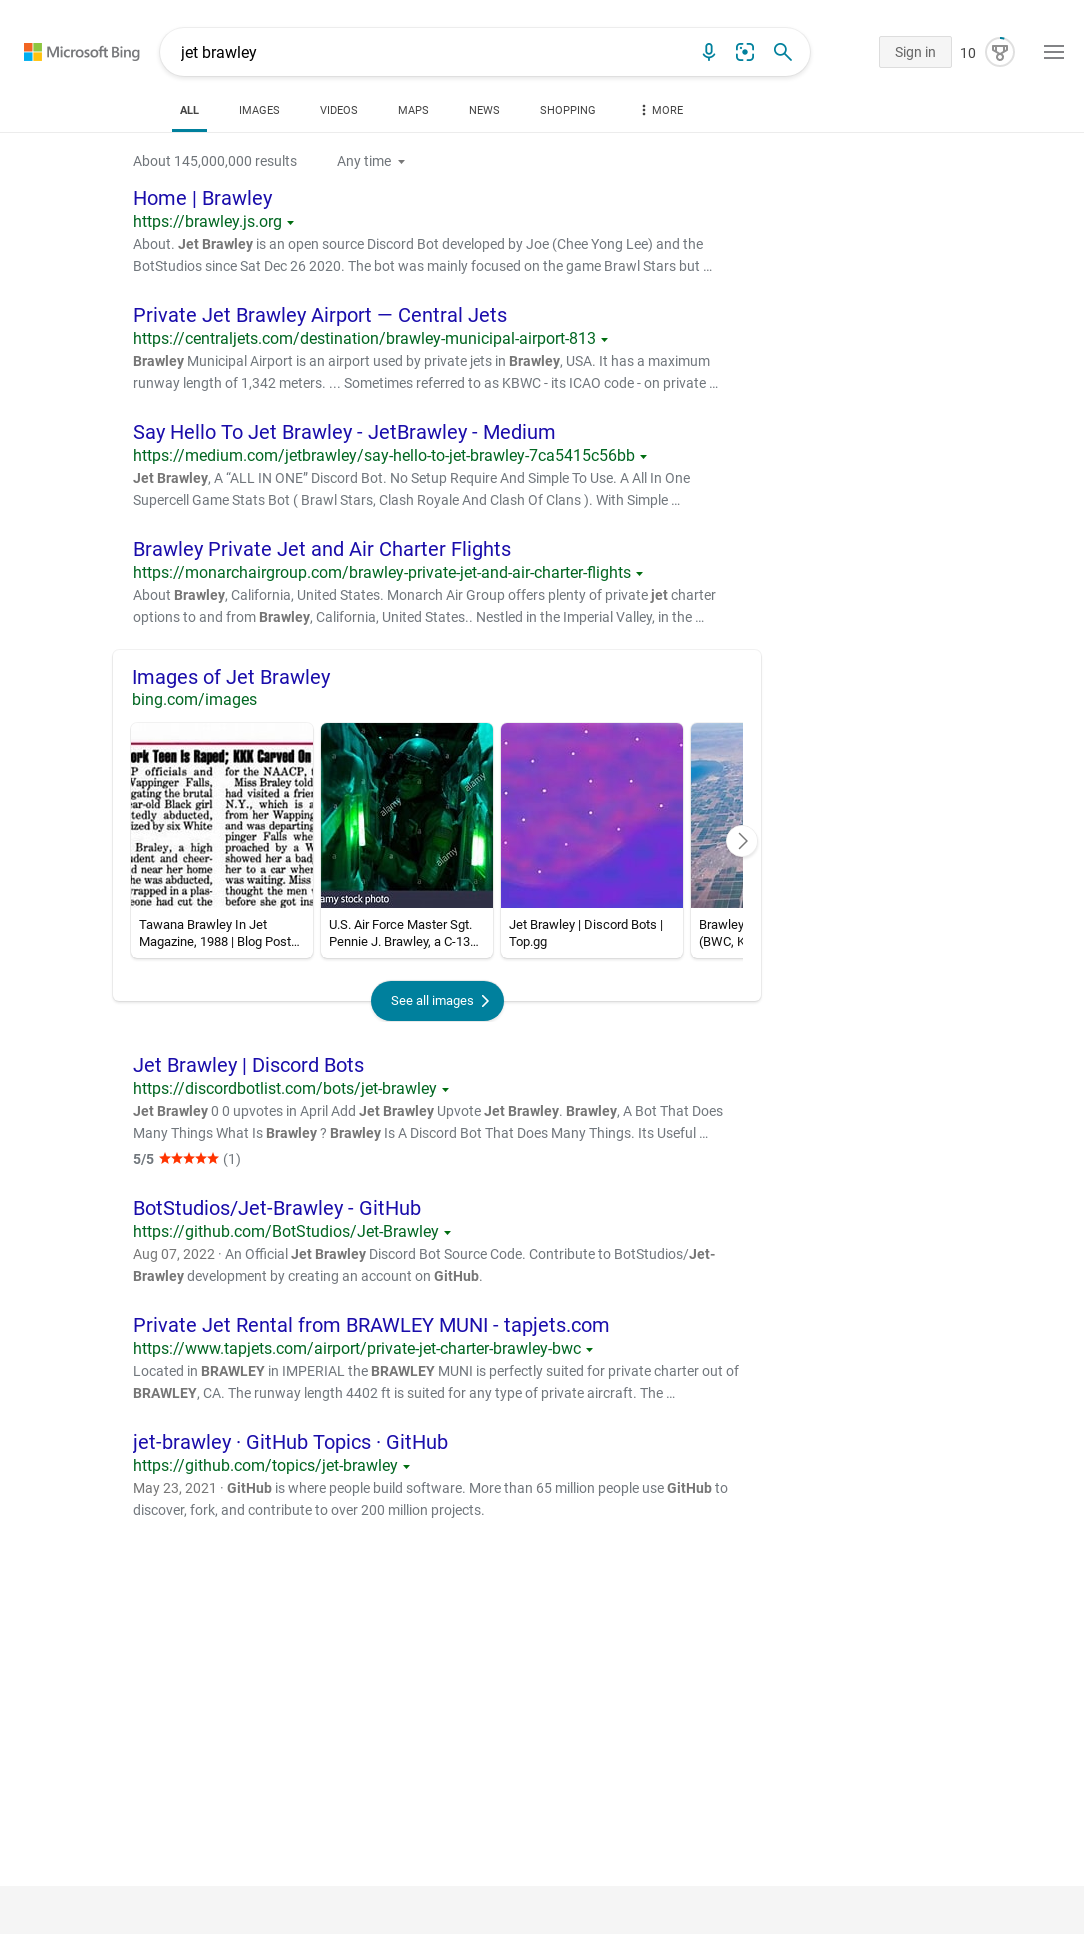 Microsoft Bing
jet brawley
Sign in
10
ALL
IMAGES
VIDEOS
MAPS
NEWS
SHOPPING
MORE
About 145,000,000 results
Any time
Home | Brawley
https://brawley.js.org
About. Jet Brawley is an open source Discord Bot developed by Joe (Chee Yong Lee) and the
BotStudios since Sat Dec 26 2020. The bot was mainly focused on the game Brawl Stars but …
Private Jet Brawley Airport — Central Jets
https://centraljets.com/destination/brawley-municipal-airport-813
Brawley Municipal Airport is an airport used by private jets in Brawley, USA. It has a maximum
runway length of 1,342 meters. ... Sometimes referred to as KBWC - its ICAO code - on private …
Say Hello To Jet Brawley - JetBrawley - Medium
https://medium.com/jetbrawley/say-hello-to-jet-brawley-7ca5415c56bb
Jet Brawley, A “ALL IN ONE” Discord Bot. No Setup Require And Simple To Use. A All In One
Supercell Game Stats Bot ( Brawl Stars, Clash Royale And Clash Of Clans ). With Simple …
Brawley Private Jet and Air Charter Flights
https://monarchairgroup.com/brawley-private-jet-and-air-charter-flights
About Brawley, California, United States. Monarch Air Group offers plenty of private jet charter
options to and from Brawley, California, United States.. Nestled in the Imperial Valley, in the …
Images of Jet Brawley
bing.com/images
ork Teen Is Raped; KKK Carved On
P officials and
Wappinger Falls,
gating the brutal
ear-old Black girl
tedly abducted,
ized by six White
Braley, a high
dent and cheer-
d near her home
he was abducted,
wrapped in a plas-
eone had cut the
for the NAACP, t
Miss Braley told
had visited a frien
N.Y., which is a
from her Wapping
and was departing
pinger Falls whe
proached by a W
showed her a badg
her to a car when
was waiting. Miss
thought the men w
before she got ins
alamy
alamy
alamy
amy stock photo
Tawana Brawley In Jet
Magazine, 1988 | Blog Post…
U.S. Air Force Master Sgt.
Pennie J. Brawley, a C-13…
Jet Brawley | Discord Bots |
Top.gg
Brawley
(BWC, K
See all images
Jet Brawley | Discord Bots
https://discordbotlist.com/bots/jet-brawley
Jet Brawley 0 0 upvotes in April Add Jet Brawley Upvote Jet Brawley. Brawley, A Bot That Does
Many Things What Is Brawley ? Brawley Is A Discord Bot That Does Many Things. Its Useful …
5/5 ★★★★★ (1)
BotStudios/Jet-Brawley - GitHub
https://github.com/BotStudios/Jet-Brawley
Aug 07, 2022 · An Official Jet Brawley Discord Bot Source Code. Contribute to BotStudios/Jet-
Brawley development by creating an account on GitHub.
Private Jet Rental from BRAWLEY MUNI - tapjets.com
https://www.tapjets.com/airport/private-jet-charter-brawley-bwc
Located in BRAWLEY in IMPERIAL the BRAWLEY MUNI is perfectly suited for private charter out of
BRAWLEY, CA. The runway length 4402 ft is suited for any type of private aircraft. The …
jet-brawley · GitHub Topics · GitHub
https://github.com/topics/jet-brawley
May 23, 2021 · GitHub is where people build software. More than 65 million people use GitHub to
discover, fork, and contribute to over 200 million projects.